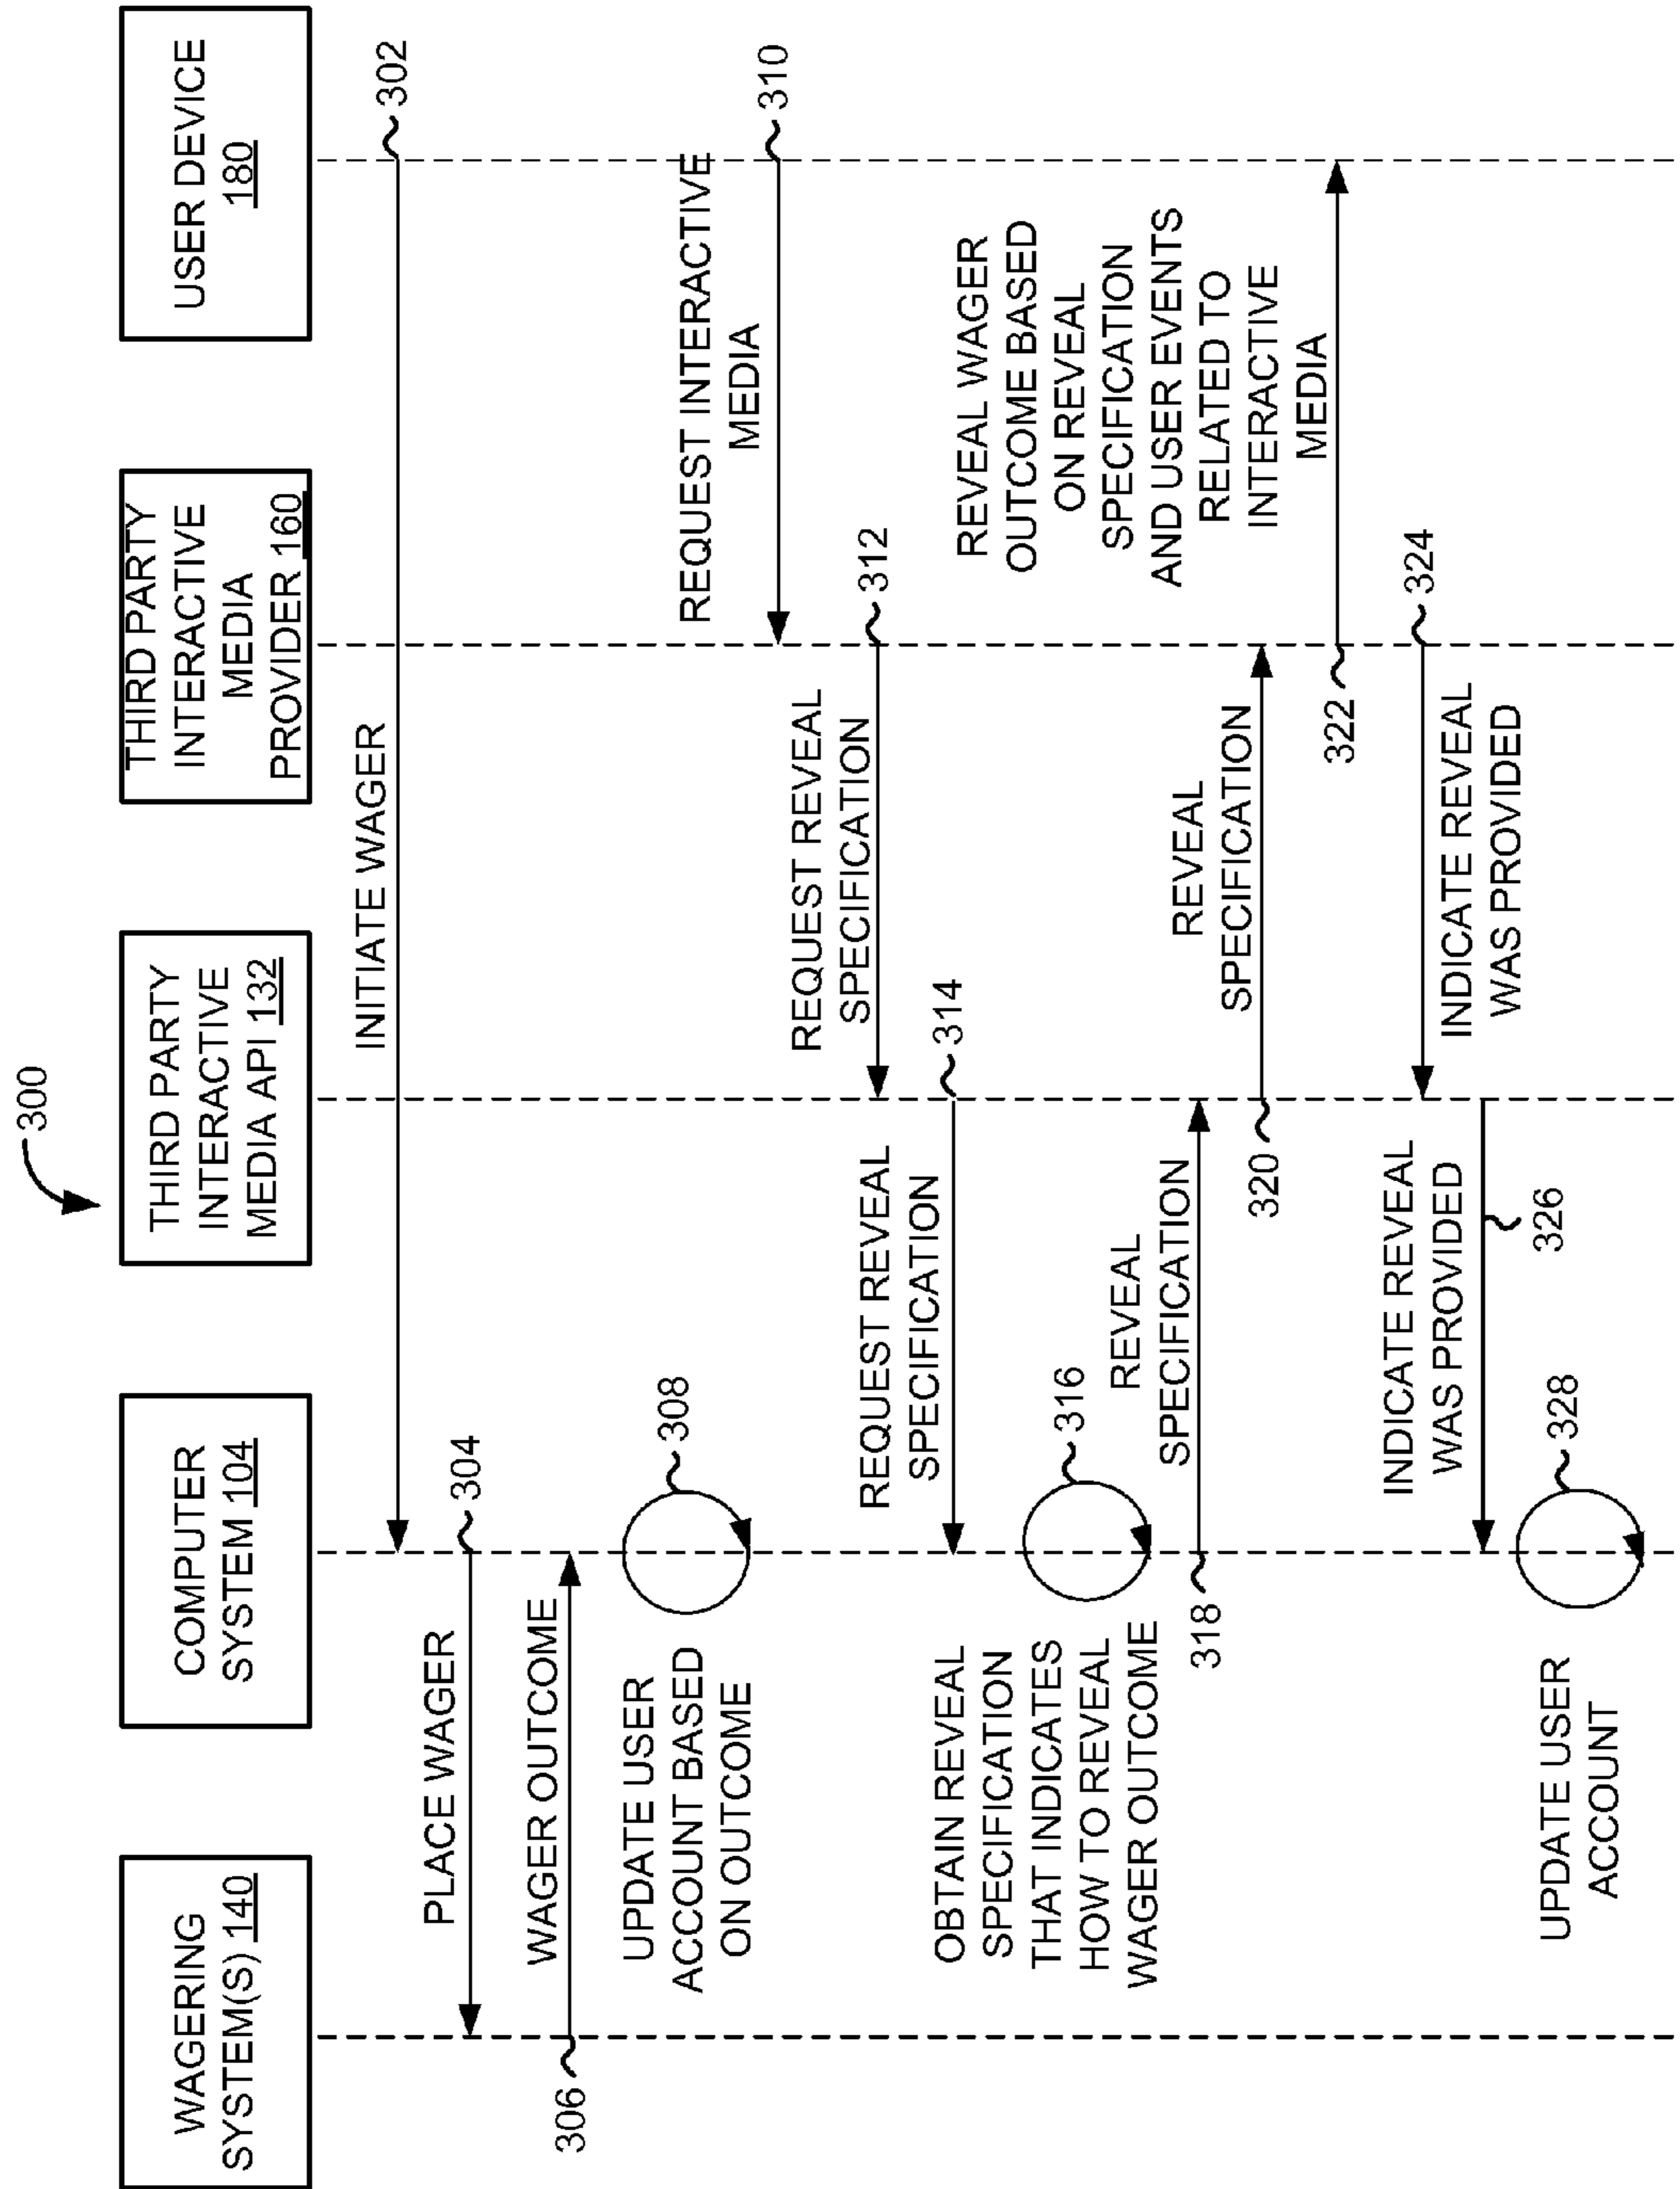 300
WAGERING
SYSTEM(S) 140
COMPUTER
SYSTEM 104
THIRD PARTY
INTERACTIVE
MEDIA API 132
THIRD PARTY
INTERACTIVE
MEDIA
PROVIDER 160
USER DEVICE
180
INITIATE WAGER
302
PLACE WAGER
304
WAGER OUTCOME
306
UPDATE USER
ACCOUNT BASED
ON OUTCOME
308
REQUEST INTERACTIVE
MEDIA
310
REQUEST REVEAL
SPECIFICATION
312
REQUEST REVEAL
SPECIFICATION
314
OBTAIN REVEAL
SPECIFICATION
THAT INDICATES
HOW TO REVEAL
WAGER OUTCOME
316
REVEAL
SPECIFICATION
318
REVEAL
SPECIFICATION
320
REVEAL WAGER
OUTCOME BASED
ON REVEAL
SPECIFICATION
AND USER EVENTS
RELATED TO
INTERACTIVE
MEDIA
322
INDICATE REVEAL
WAS PROVIDED
324
INDICATE REVEAL
WAS PROVIDED
326
UPDATE USER
ACCOUNT
328